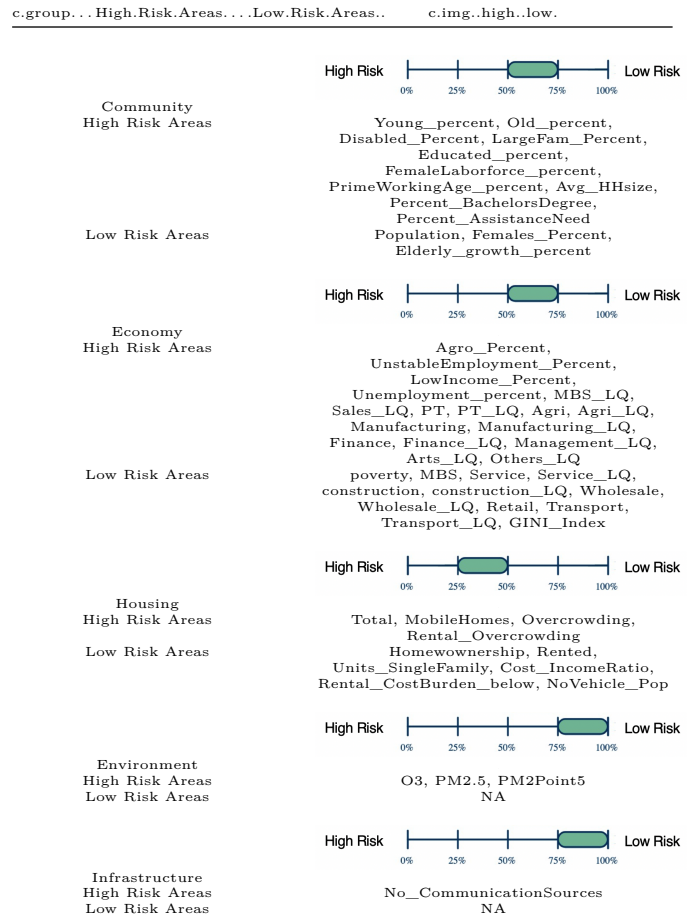 c.group...High.Risk.Areas....Low.Risk.Areas.. c.img..high..low.
High Risk Low Risk
0% 25% 50% 75% 100%
Community
High Risk Areas Young_percent, Old_percent,
Disabled_Percent, LargeFam_Percent,
Educated_percent,
FemaleLaborforce_percent,
PrimeWorkingAge_percent, Avg_HHsize,
Percent_BachelorsDegree,
Percent_AssistanceNeed
Low Risk Areas Population, Females_Percent,
Elderly_growth_percent
High Risk Low Risk
0% 25% 50% 75% 100%
Economy
High Risk Areas Agro_Percent,
UnstableEmployment_Percent,
LowIncome_Percent,
Unemployment_percent, MBS_LQ,
Sales_LQ, PT, PT_LQ, Agri, Agri_LQ,
Manufacturing, Manufacturing_LQ,
Finance, Finance_LQ, Management_LQ,
Arts_LQ, Others_LQ
Low Risk Areas poverty, MBS, Service, Service_LQ,
construction, construction_LQ, Wholesale,
Wholesale_LQ, Retail, Transport,
Transport_LQ, GINI_Index
High Risk Low Risk
0% 25% 50% 75% 100%
Housing
High Risk Areas Total, MobileHomes, Overcrowding,
Rental_Overcrowding
Low Risk Areas Homewownership, Rented,
Units_SingleFamily, Cost_IncomeRatio,
Rental_CostBurden_below, NoVehicle_Pop
High Risk Low Risk
0% 25% 50% 75% 100%
Environment
High Risk Areas O3, PM2.5, PM2Point5
Low Risk Areas NA
High Risk Low Risk
0% 25% 50% 75% 100%
Infrastructure
High Risk Areas No_CommunicationSources
Low Risk Areas NA